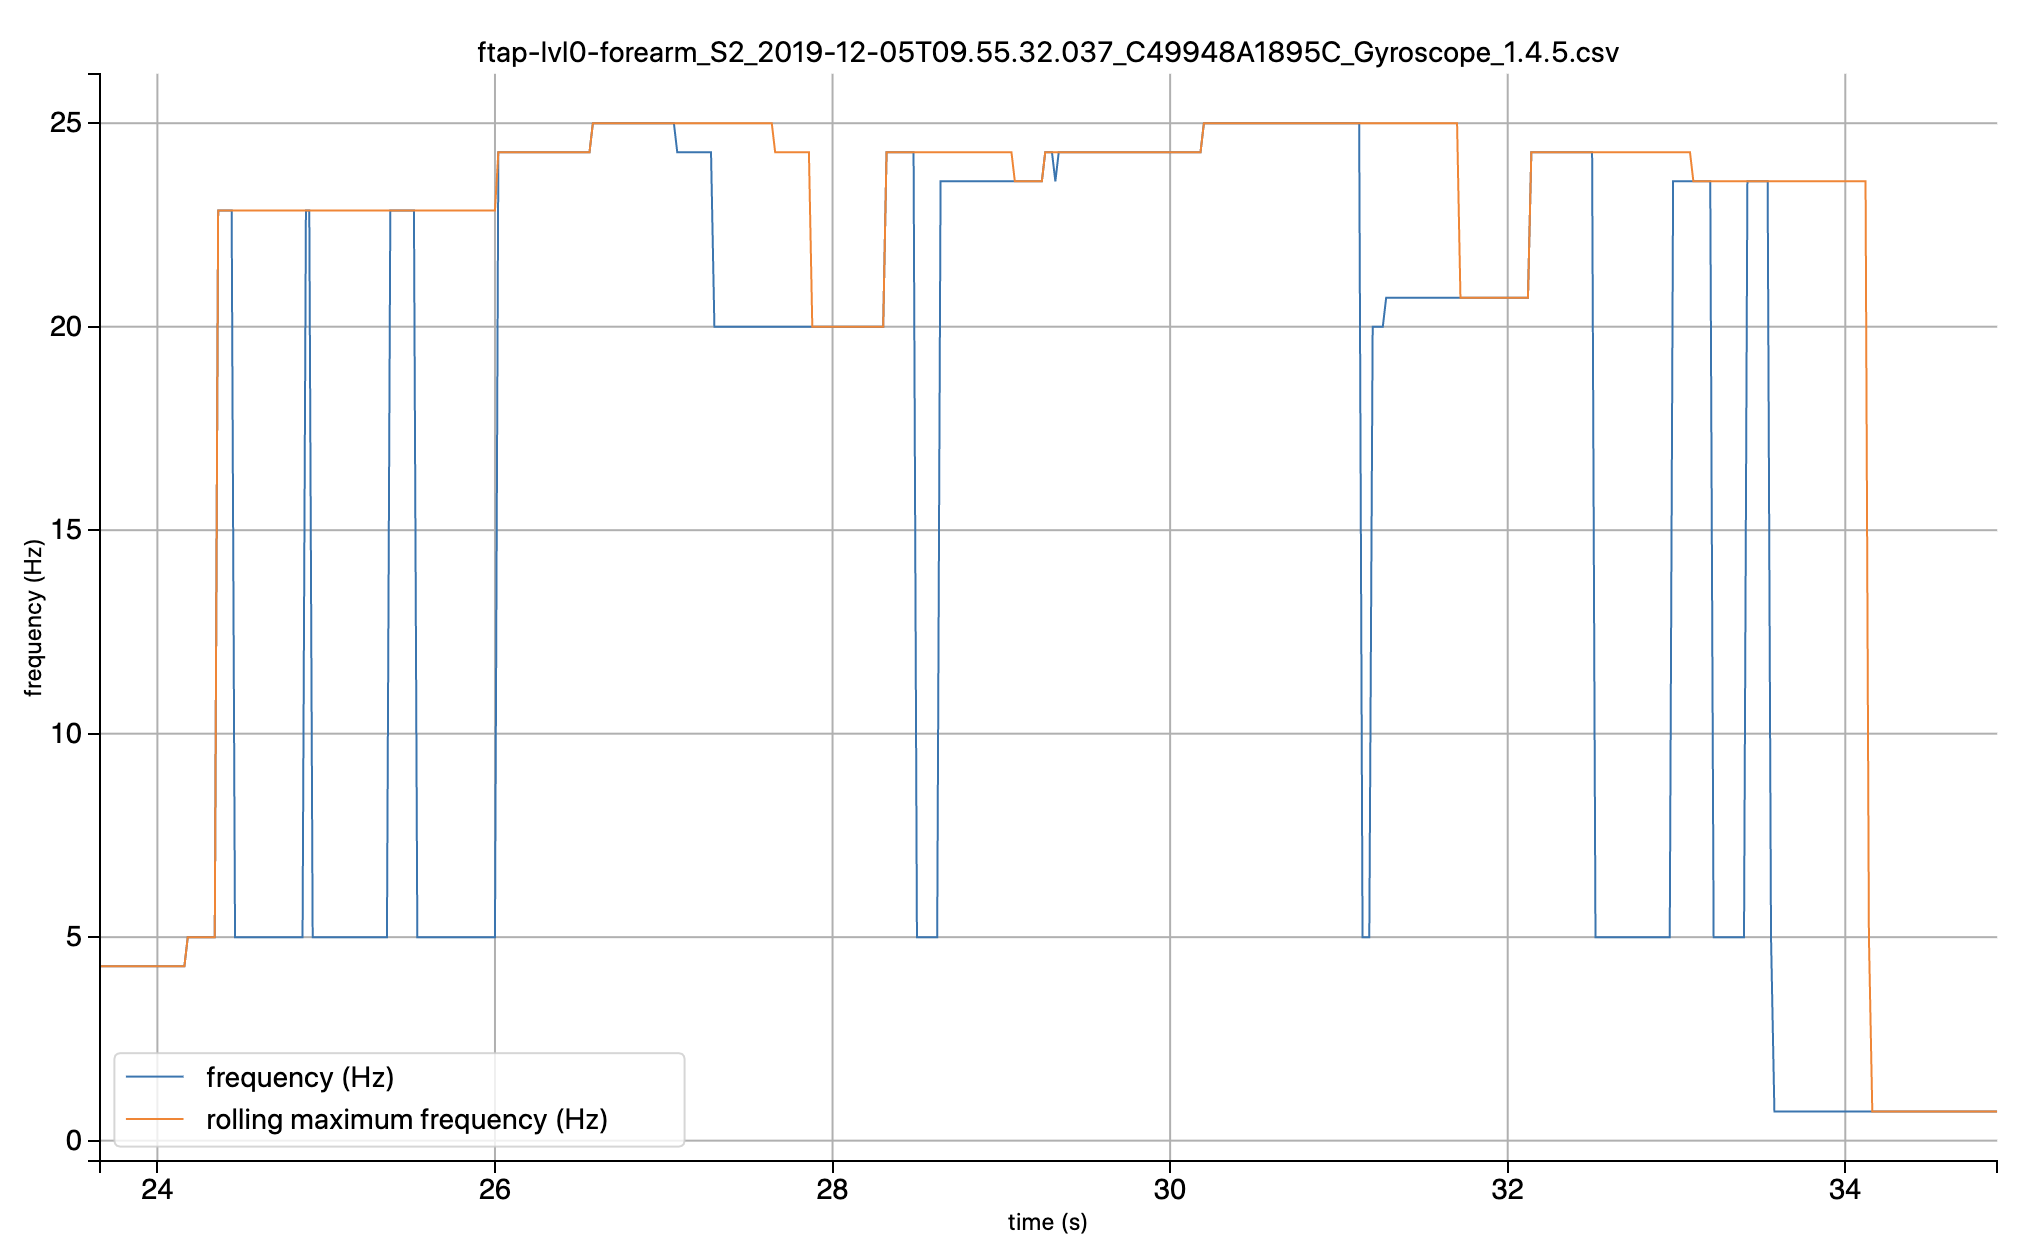 ftap-lvl0-forearm_S2_2019-12-05T09.55.32.037_C49948A1895C_Gyroscope_1.4.5.csv
25
20
15
10
5
0
frequency (Hz)
frequency (Hz)
rolling maximum frequency (Hz)
24 26 28 30 32 34
time (s)